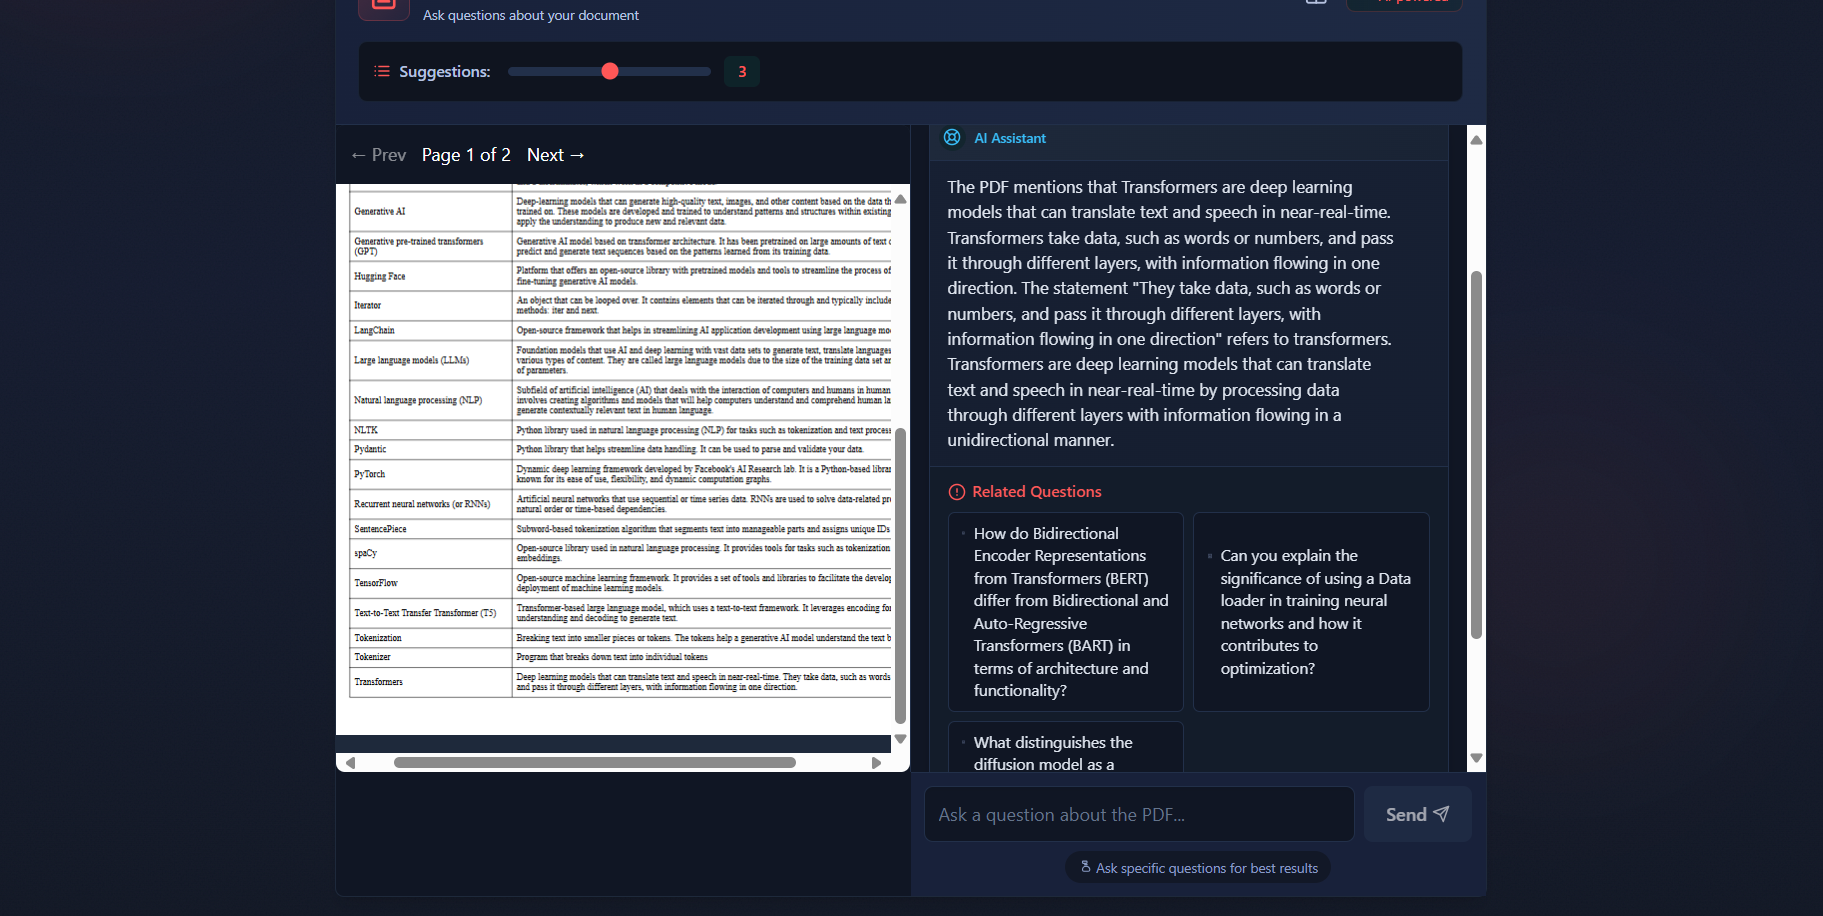 Ask questions about your document
Suggestions:
3
← Prev Page 1 of 2 Next →
Generative AI
Deep-learning models that can generate high-quality text, images, and other content based on the data th
trained on. These models are developed and trained to understand patterns and structures within existing
apply the understanding to produce new and relevant data.
Generative pre-trained transformers
(GPT)
Generative AI model based on transformer architecture. It has been pretrained on large amounts of text
predict and generate text sequences based on the patterns learned from its training data.
Hugging Face
Platform that offers an open-source library with pretrained models and tools to streamline the process of
fine-tuning generative AI models.
Iterator
An object that can be looped over. It contains elements that can be iterated through and typically include
methods: iter and next.
LangChain
Open-source framework that helps in streamlining AI application development using large language mo
Large language models (LLMs)
Foundation models that use AI and deep learning with vast data sets to generate text, translate languages
various types of content. They are called large language models due to the size of the training data set ar
of parameters.
Natural language processing (NLP)
Subfield of artificial intelligence (AI) that deals with the interaction of computers and humans in human
involves creating algorithms and models that will help computers understand and comprehend human la
generate contextually relevant text in human language.
NLTK
Python library used in natural language processing (NLP) for tasks such as tokenization and text process
Pydantic
Python library that helps streamline data handling. It can be used to parse and validate your data.
PyTorch
Dynamic deep learning framework developed by Facebook's AI Research lab. It is a Python-based librar
known for its ease of use, flexibility, and dynamic computation graphs.
Recurrent neural networks (or RNNs)
Artificial neural networks that use sequential or time series data. RNNs are used to solve data-related pr
natural order or time-based dependencies.
SentencePiece
Subword-based tokenization algorithm that segments text into manageable parts and assigns unique IDs
spaCy
Open-source library used in natural language processing. It provides tools for tasks such as tokenization
embeddings.
TensorFlow
Open-source machine learning framework. It provides a set of tools and libraries to facilitate the develop
deployment of machine learning models.
Text-to-Text Transfer Transformer (T5)
Transformer-based large language model, which uses a text-to-text framework. It leverages encoding for
understanding and decoding to generate text.
Tokenization
Breaking text into smaller pieces or tokens. The tokens help a generative AI model understand the text b
Tokenizer
Program that breaks down text into individual tokens
Transformers
Deep learning models that can translate text and speech in near-real-time. They take data, such as words
and pass it through different layers, with information flowing in one direction.
AI Assistant
The PDF mentions that Transformers are deep learning
models that can translate text and speech in near-real-time.
Transformers take data, such as words or numbers, and pass
it through different layers, with information flowing in one
direction. The statement "They take data, such as words or
numbers, and pass it through different layers, with
information flowing in one direction" refers to transformers.
Transformers are deep learning models that can translate
text and speech in near-real-time by processing data
through different layers with information flowing in a
unidirectional manner.
Related Questions
How do Bidirectional
Encoder Representations
from Transformers (BERT)
differ from Bidirectional and
Auto-Regressive
Transformers (BART) in
terms of architecture and
functionality?
Can you explain the
significance of using a Data
loader in training neural
networks and how it
contributes to
optimization?
What distinguishes the
diffusion model as a
Ask a question about the PDF...
Send
Ask specific questions for best results